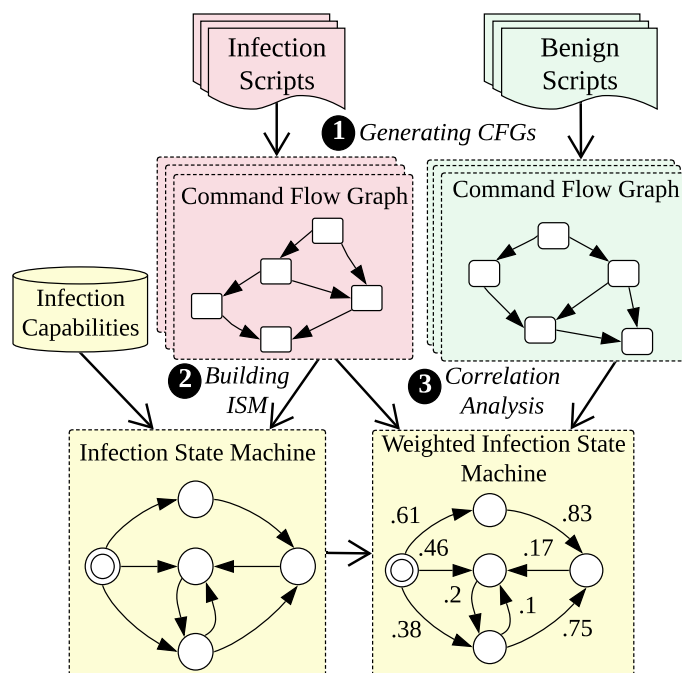 Infection
Scripts
Benign
Scripts
1 Generating CFGs
Command Flow Graph
Command Flow Graph
Infection
Capabilities
2 Building
ISM
3 Correlation
Analysis
Infection State Machine
Weighted Infection State
Machine
.61
.83
.46
.17
.2
.1
.38
.75